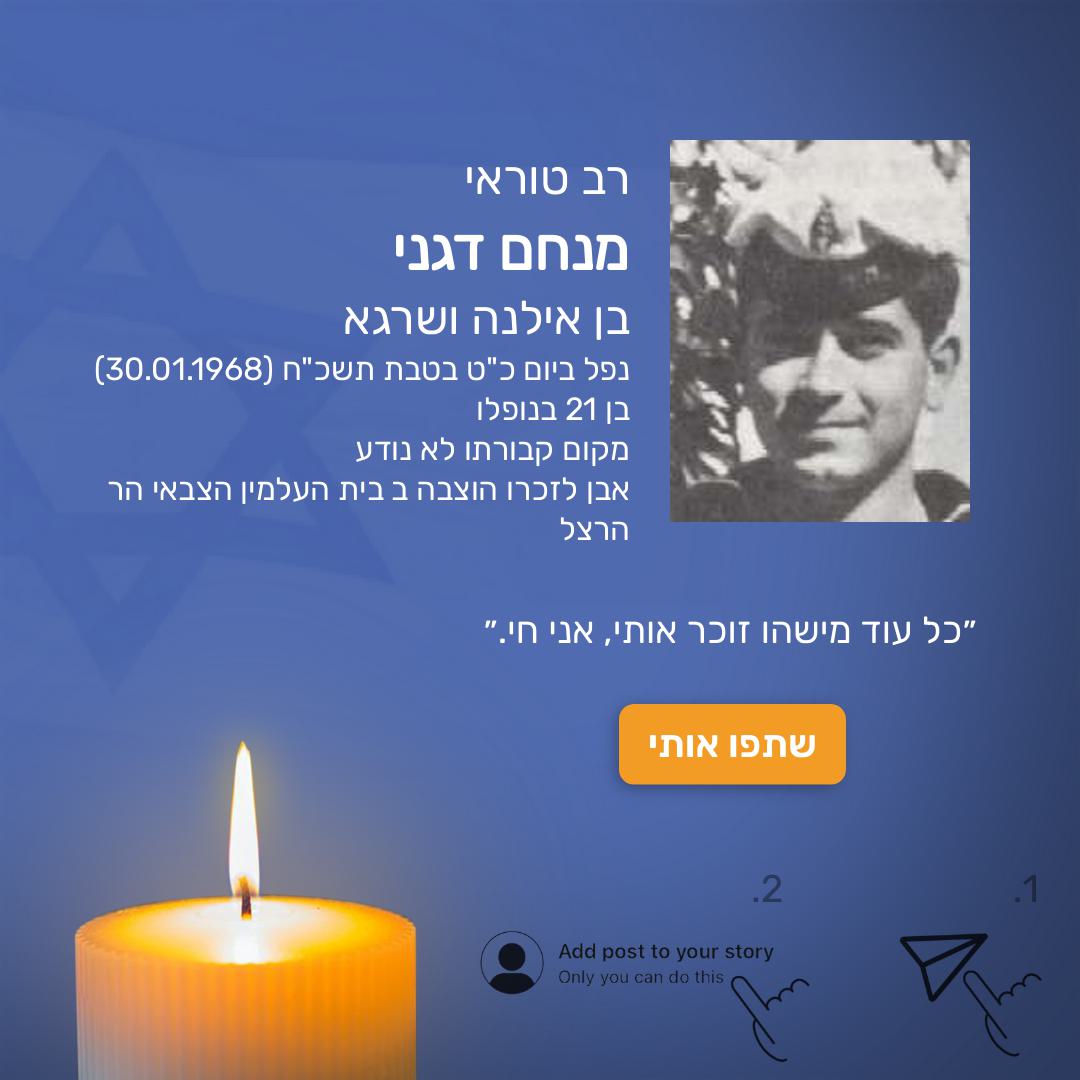 רב טוראי
מנחם דגני
בן אילנה ושרגא
נפל ביום כ"ט בטבת תשכ"ח (30.01.1968)
בן 21 בנופלו
מקום קבורתו לא נודע
אבן לזכרו הוצבה ב בית העלמין הצבאי הר
הרצל
״כל עוד מישהו זוכר אותי, אני חי.״
שתפו אותי
1.
2.
Add post to your story
Only you can do this